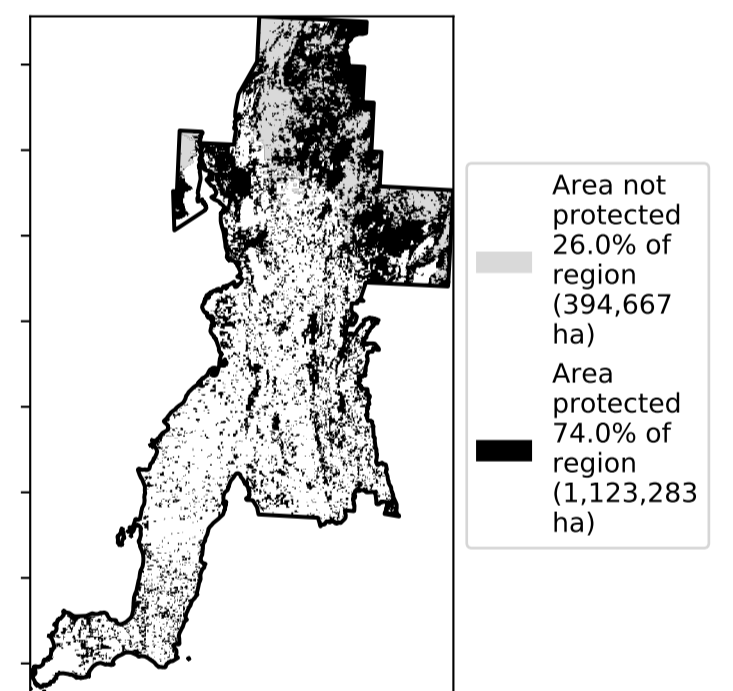 Area not
protected
26.0% of
region
(394,667
ha)
Area
protected
74.0% of
region
(1,123,283
ha)